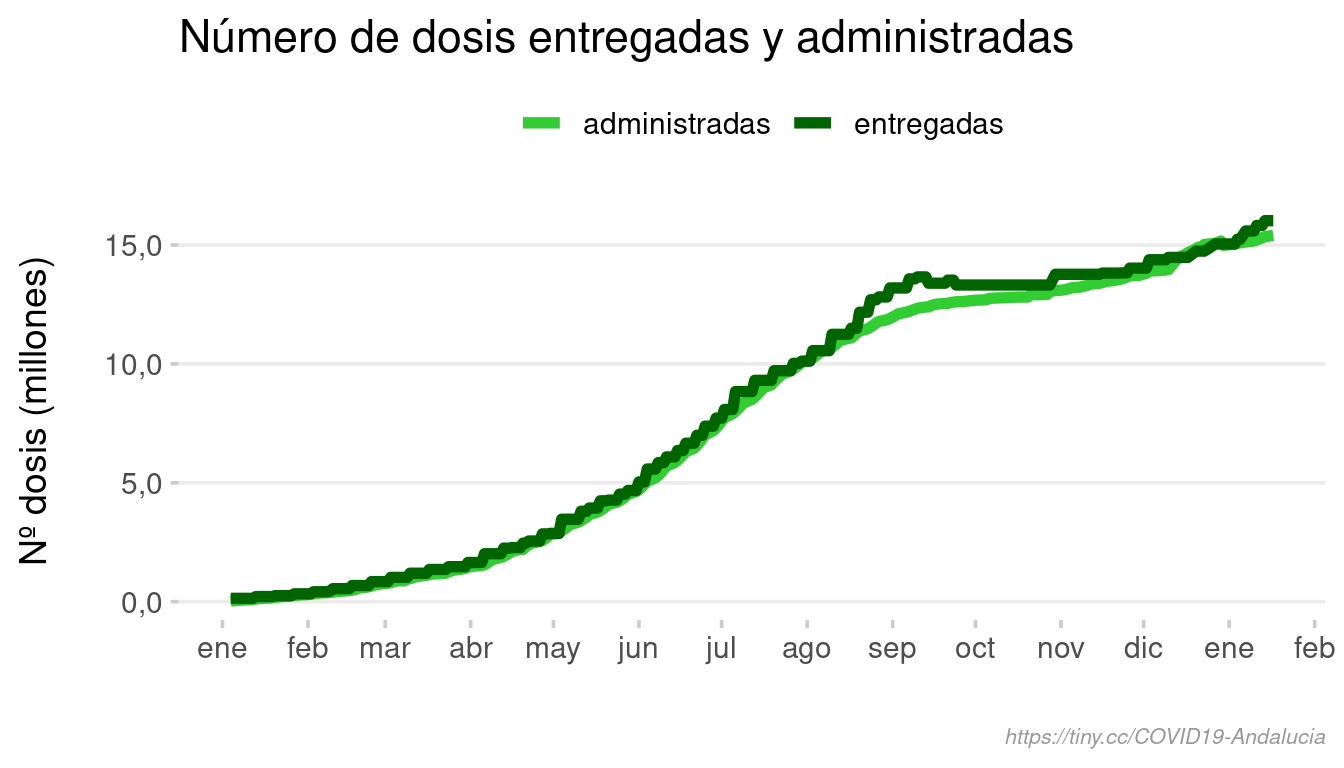 Número de dosis entregadas y administradas
administradas entregadas
Nº dosis (millones)
15,0
10,0
5,0
0,0
ene feb mar abr may jun jul ago sep oct nov dic ene feb
https://tiny.cc/COVID19-Andalucia